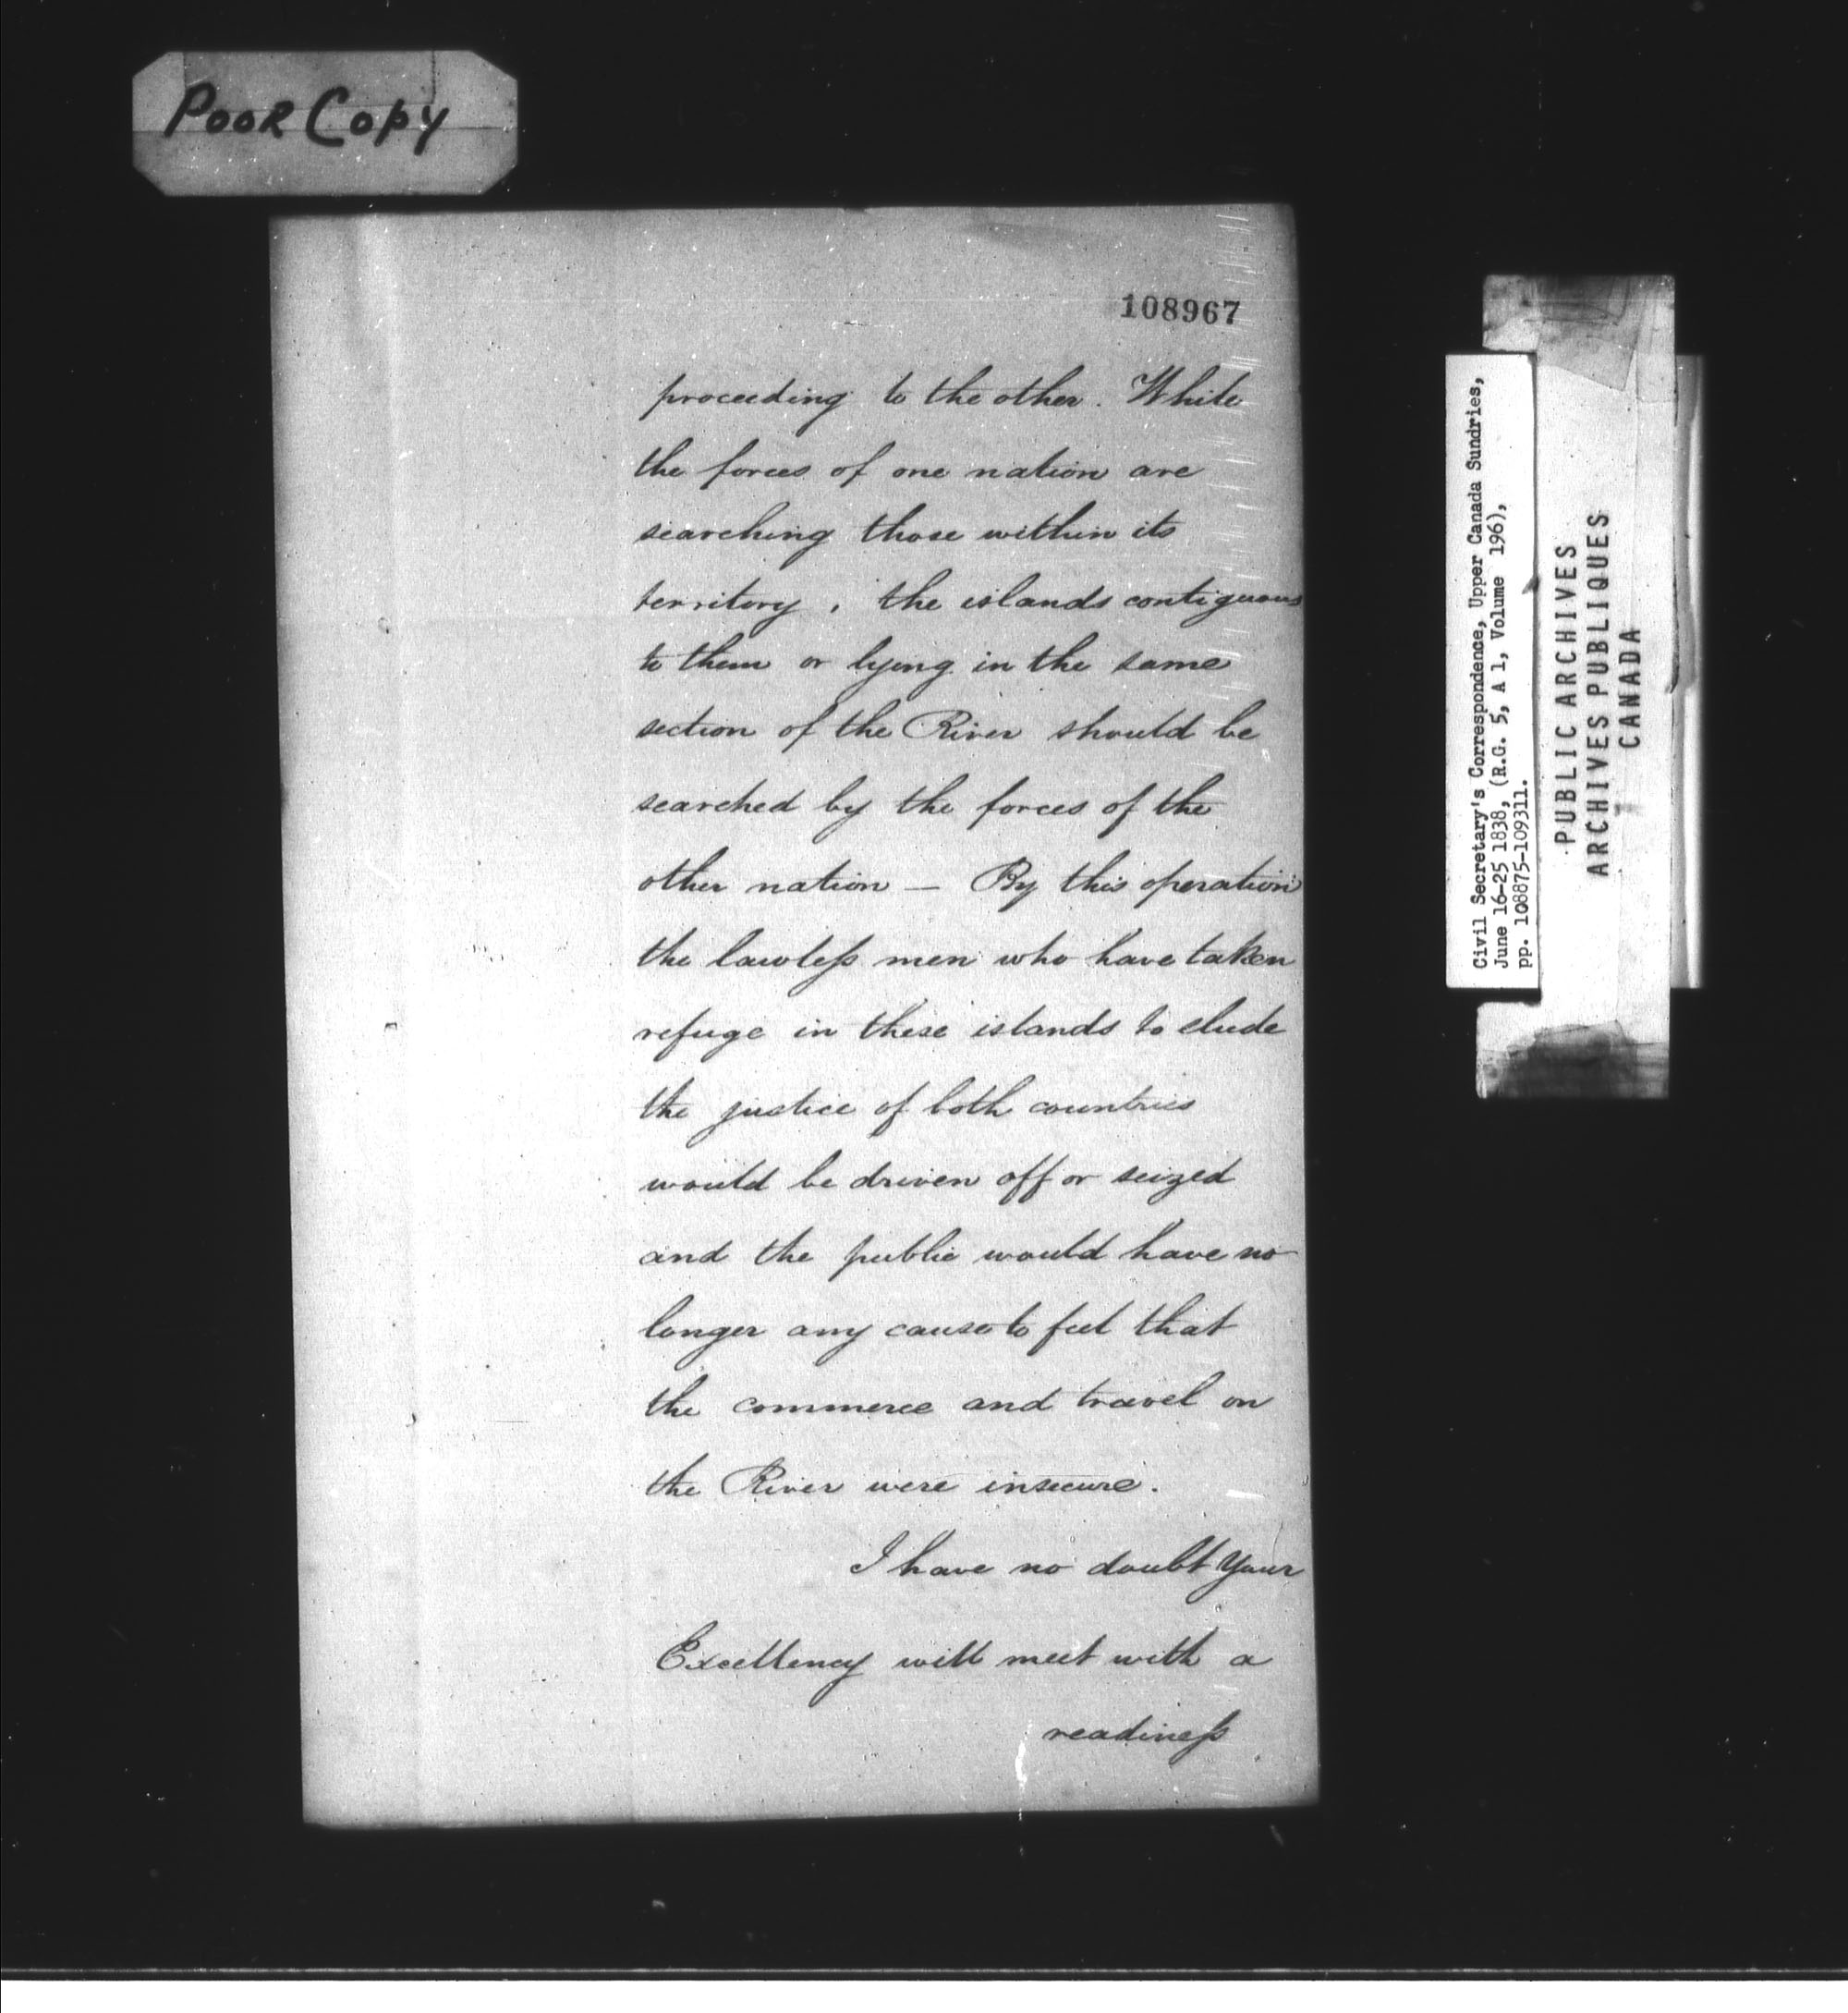 Poor Copy
108967
proceeding to the other. While
the forces of one nation are
searching those within its
territory, the islands contiguous
to them or lying in the same
section of the River should be
searched by the forces of the
other nation — By this operation
the lawless men who have taken
refuge in these islands to elude
the justice of both countries
would be driven off or seized
and the public would have no
longer any cause to feel that
the commerce and travel on
the River were insecure.
I have no doubt Your
Excellency will meet with a
readiness
Civil Secretary's Correspondence, Upper Canada Sundries,
June 16-25 1838, (R.G. 5, A 1, Volume 196),
pp. 108875-109311.
PUBLIC ARCHIVES
ARCHIVES PUBLIQUES
CANADA